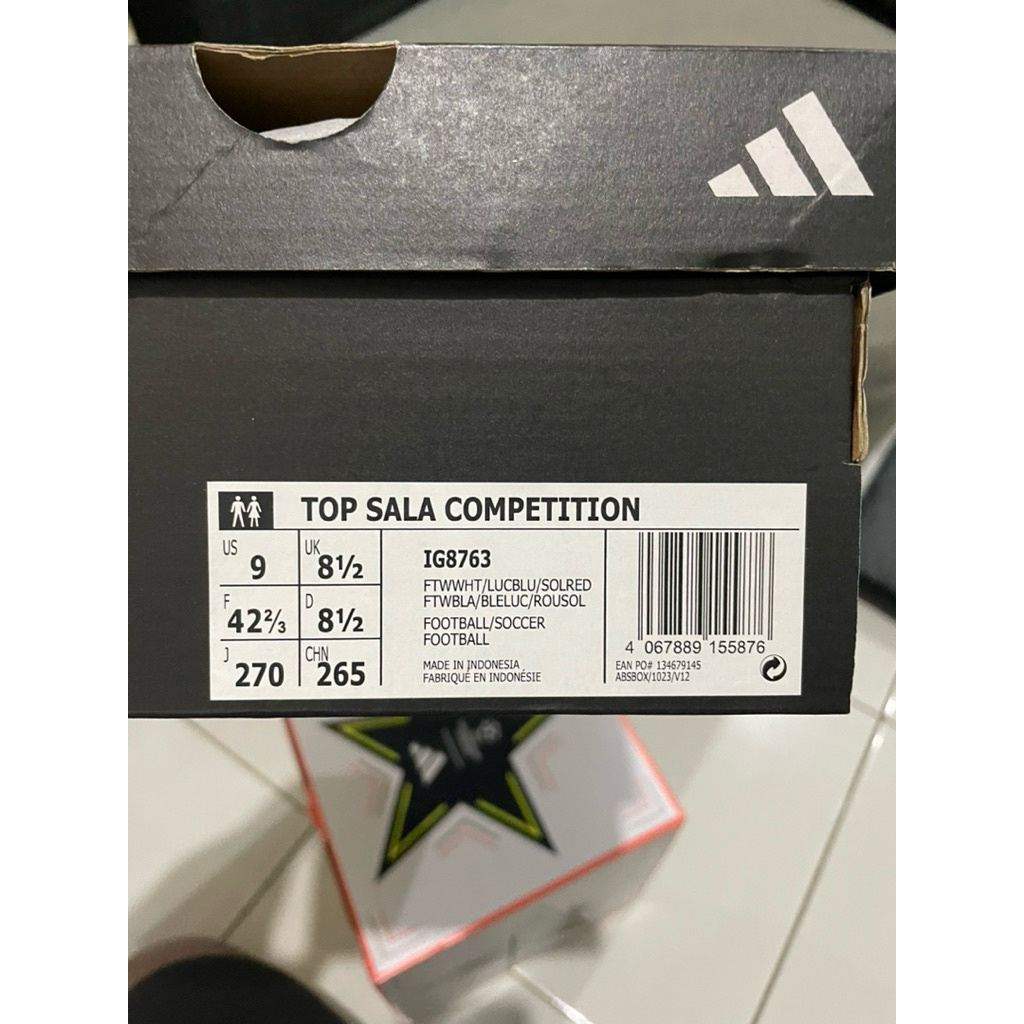 TOP SALA COMPETITION
US 9 UK 8½
F 42⅔ D 8½
J 270 CHN 265
IG8763
FTWWHT/LUCBLU/SOLRED
FTWBLA/BLELUC/ROUSOL
FOOTBALL/SOCCER
FOOTBALL
MADE IN INDONESIA
FABRIQUÉ EN INDONÉSIE
4 067889 155876
EAN PO# 134679145
ABSBOX/1023/V12